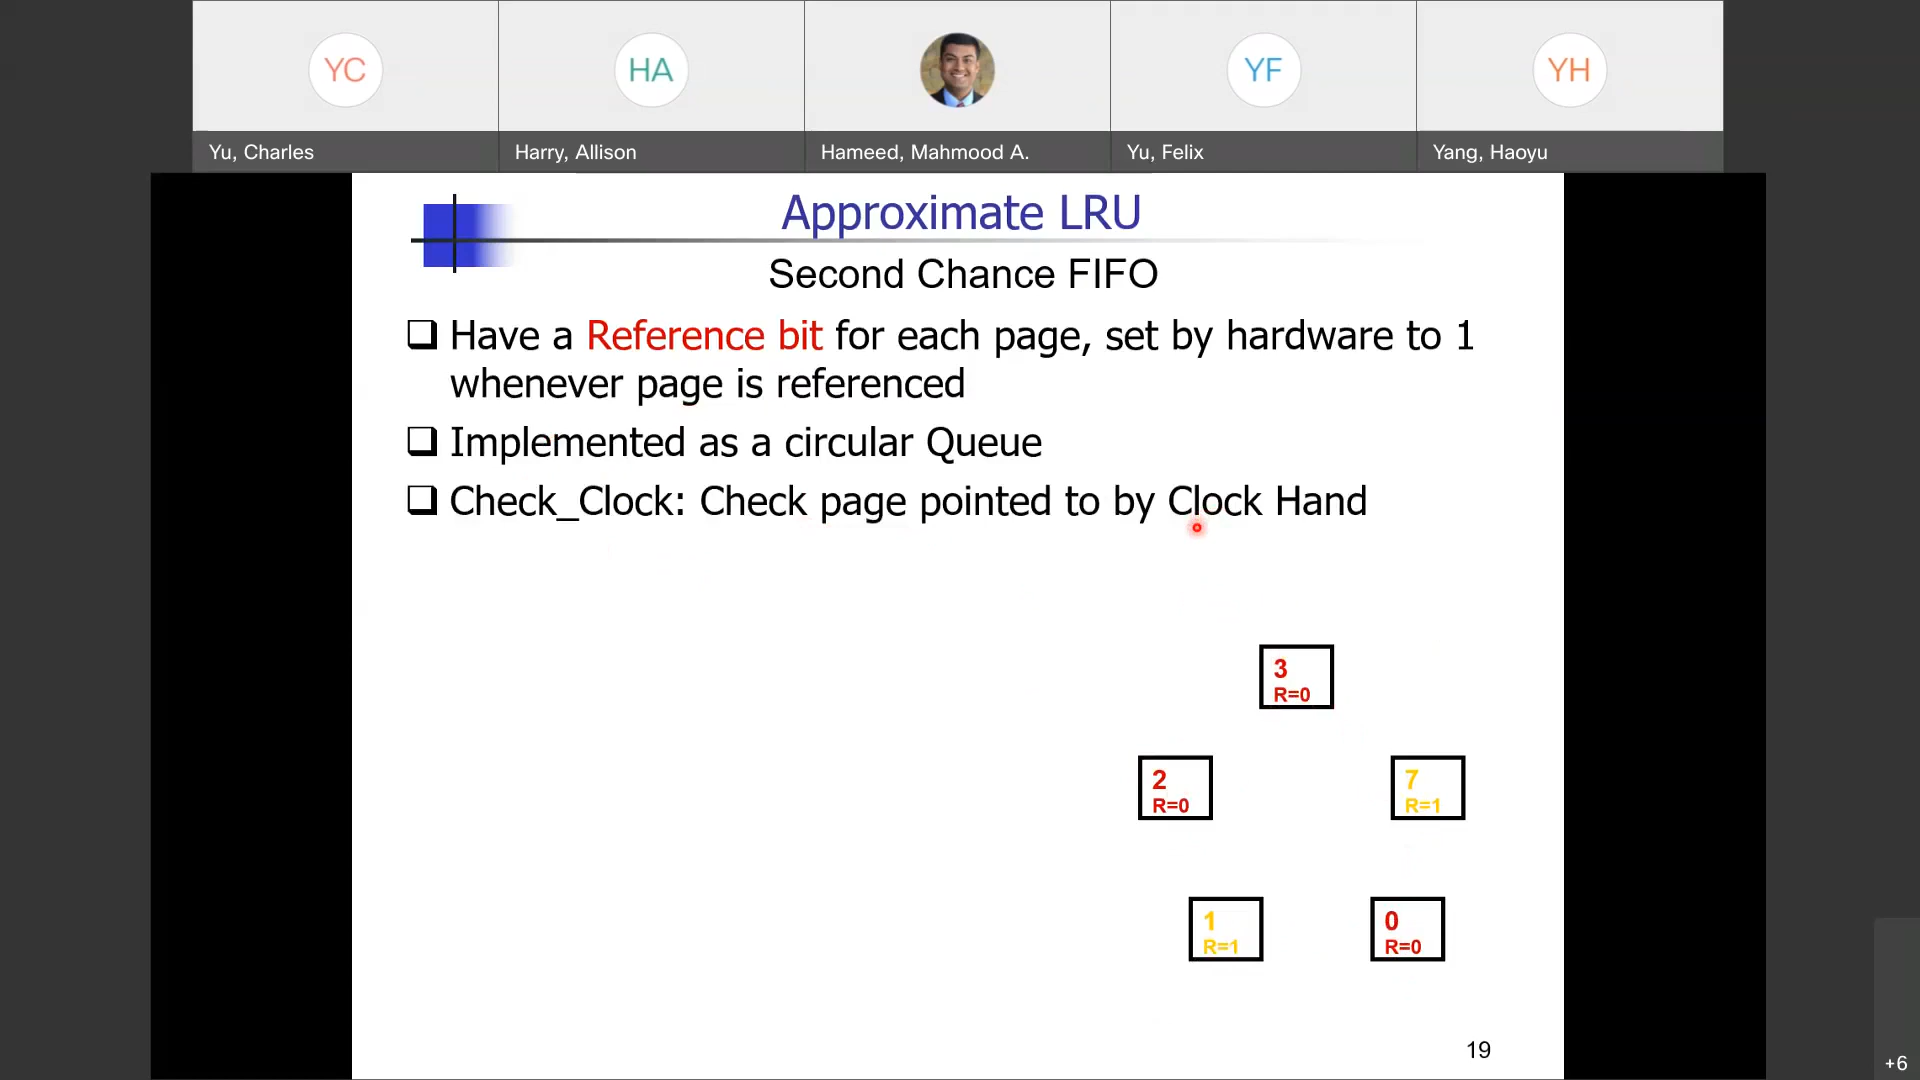 YC
HA
YF
YH
Yu, Charles
Harry, Allison
Hameed, Mahmood A.
Yu, Felix
Yang, Haoyu
Approximate LRU
Second Chance FIFO
Have a Reference bit for each page, set by hardware to 1
whenever page is referenced
Implemented as a circular Queue
Check_Clock: Check page pointed to by Clock Hand
3
R=0
2
R=0
7
R=1
1
R=1
0
R=0
19
+6